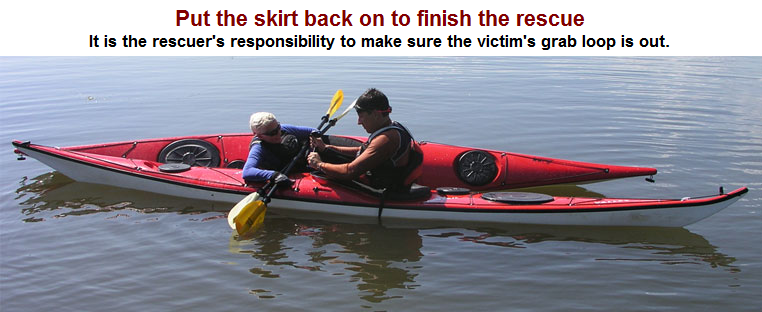 Put the skirt back on to finish the rescue
It is the rescuer's responsibility to make sure the victim's grab loop is out.